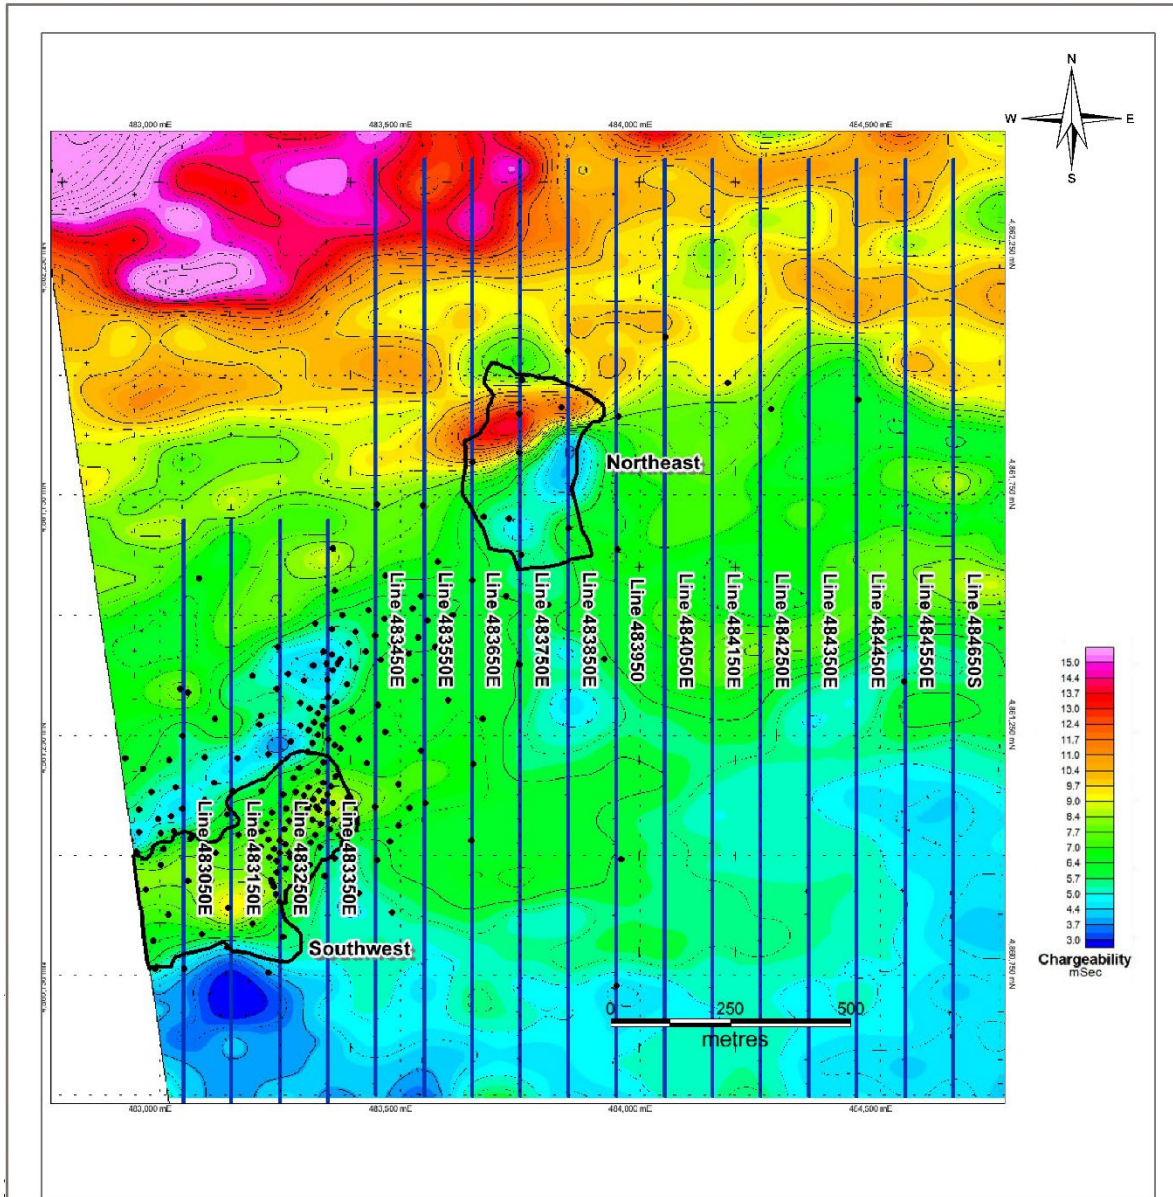 N
W E
S
483,000 mE 483,500 mE 484,000 mE 484,500 mE
4,862,250 mN
Northeast
4,861,750 mN
Line 483450E
Line 483550E
Line 483650E
Line 483750E
Line 483850E
Line 483950
Line 484050E
Line 484150E
Line 484250E
Line 484350E
Line 484450E
Line 484550E
Line 484650S
4,861,250 mN
Line 483050E
Line 483150E
Line 483250E
Line 483350E
Southwest
4,860,750 mN
15.0
14.4
13.7
13.0
12.4
11.7
11.0
10.4
9.7
9.0
8.4
7.7
7.0
6.4
5.7
5.0
4.4
3.7
3.0
Chargeability
mSec
0 250 500
metres
483,000 mE 483,500 mE 484,000 mE 484,500 mE